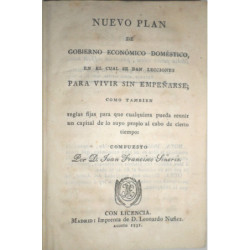 NUEVO PLAN
DE
GOBIERNO ECONÓMICO DOMÉSTICO,
EN EL CUAL SE DAN LECCIONES
PARA VIVIR SIN EMPEÑARSE;
COMO TAMBIEN
reglas fijas para que cualquiera pueda crearse
un capital de lo suyo propio al cabo de cierto
tiempo:
COMPUESTO
Por D. Juan Francisco
CON LICENCIA.
MADRID: Imprenta de D. Leonardo Nuñez.